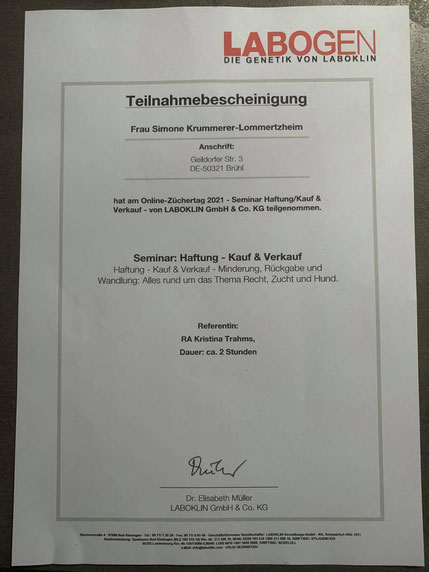 LABOGEN
DIE GENETIK VON LABOKLIN
Teilnahmebescheinigung
Frau Simone Krummerer-Lommertzheim
Anschrift:
Geildorfer Str. 3
DE-50321 Brühl
hat am Online-Züchtertag 2021 - Seminar Haftung/Kauf &
Verkauf - von LABOKLIN GmbH & Co. KG teilgenommen.
Seminar: Haftung - Kauf & Verkauf
Haftung - Kauf & Verkauf - Minderung, Rückgabe und
Wandlung: Alles rund um das Thema Recht, Zucht und Hund.
Referentin:
RA Kristina Trahms,
Dauer: ca. 2 Stunden
Dr. Elisabeth Müller
LABOKLIN GmbH & Co. KG